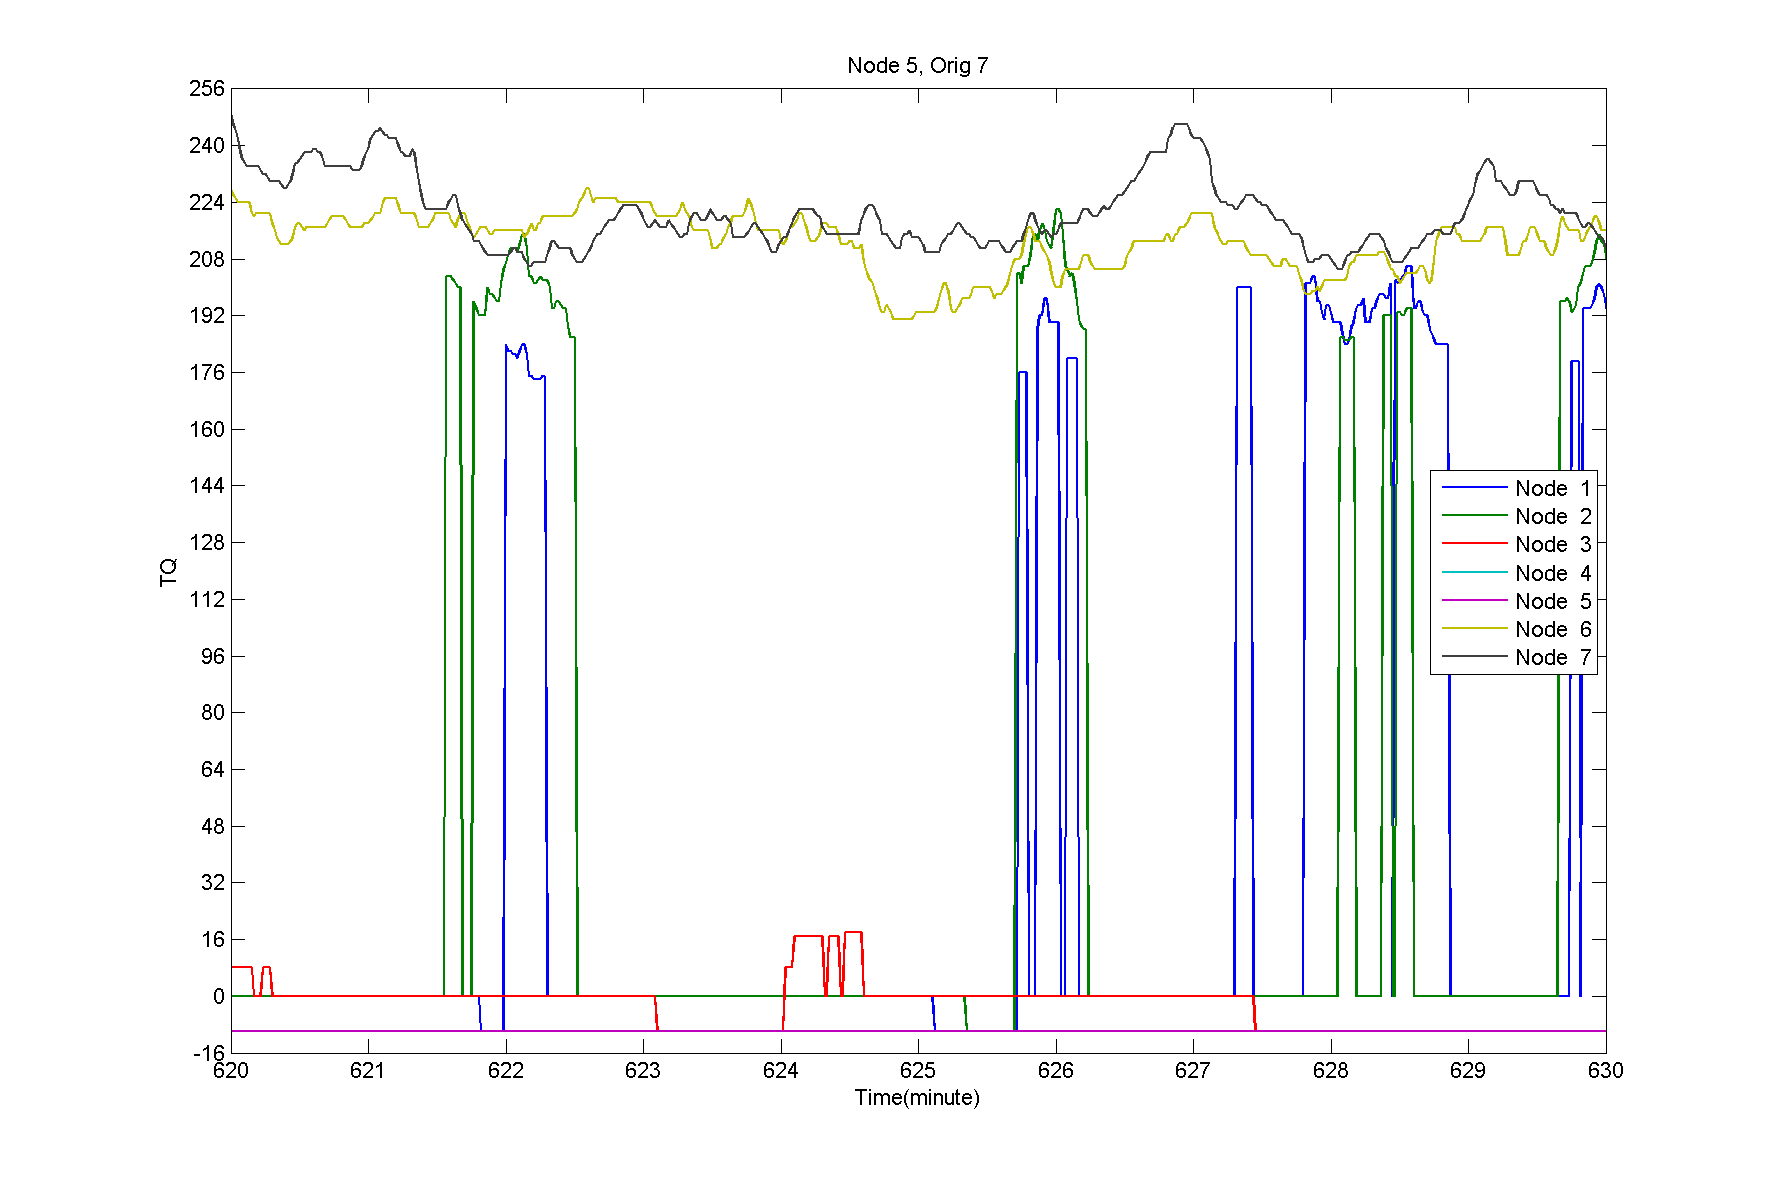 Node 5, Orig 7
256
240
224
208
192
176
160
144
128
112
96
80
64
48
32
16
0
-16
TQ
Node 1
Node 2
Node 3
Node 4
Node 5
Node 6
Node 7
620 621 622 623 624 625 626 627 628 629 630
Time(minute)